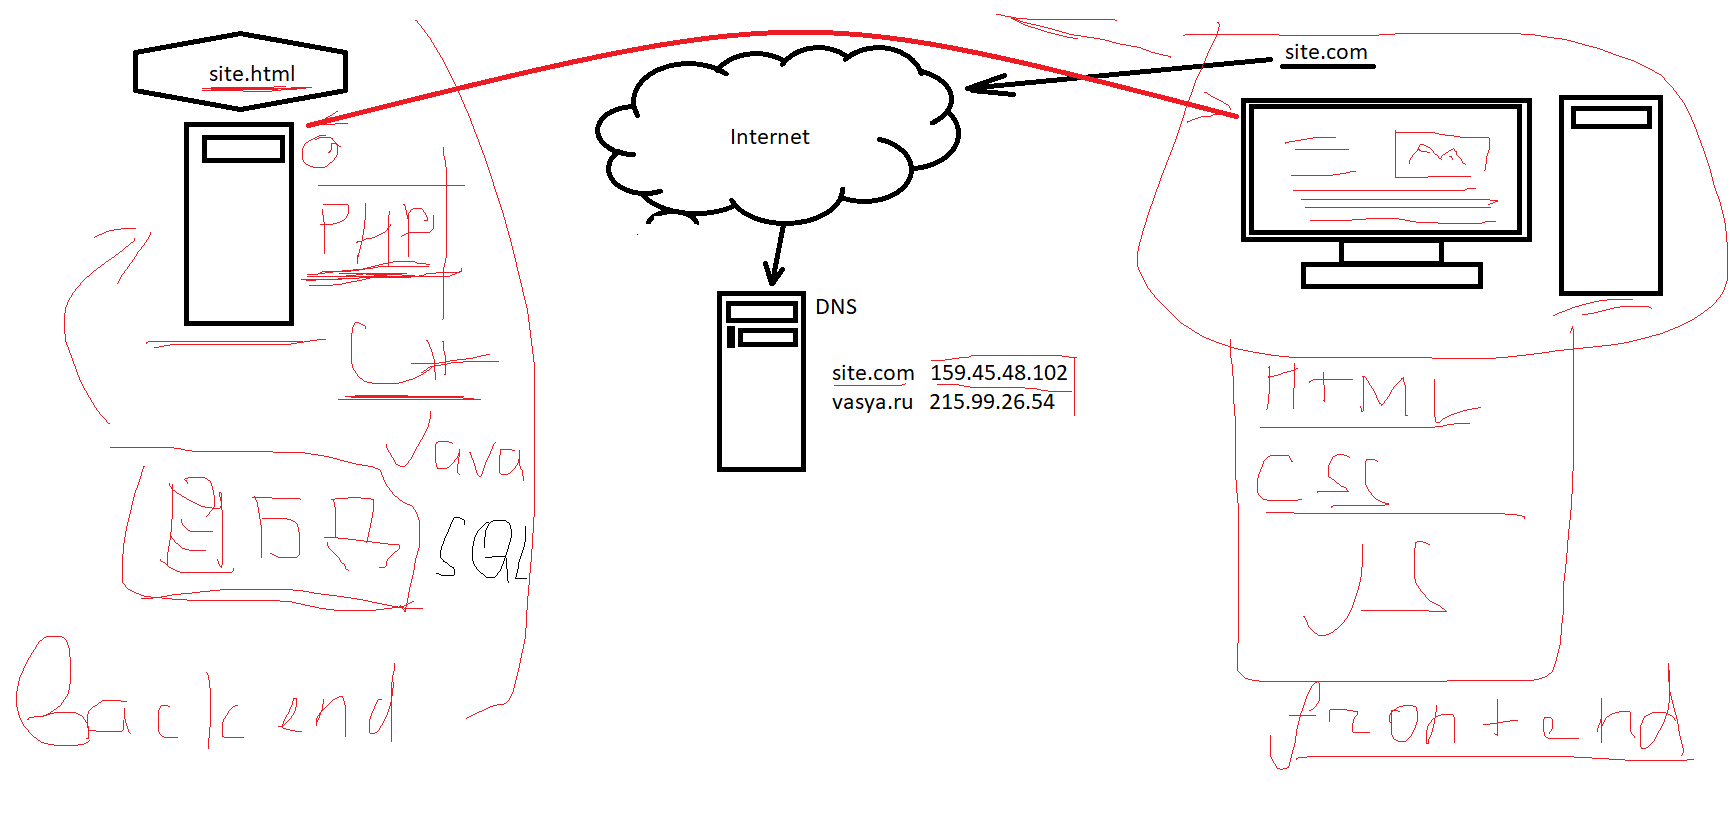 site.html
site.com
Internet
PHP
DNS
site.com 159.45.48.102
vasya.ru 215.99.26.54
C#
HTML
Java
CSS
БД
SQL
JS
Backend
frontend